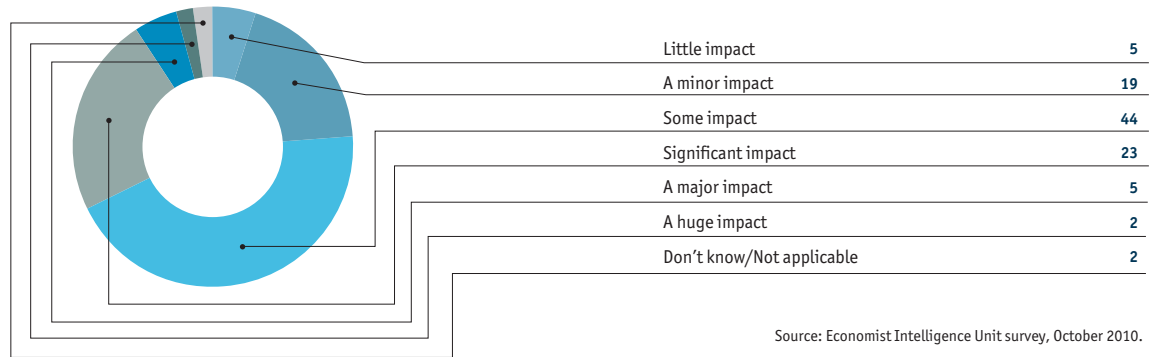 Little impact 5
A minor impact 19
Some impact 44
Significant impact 23
A major impact 5
A huge impact 2
Don't know/Not applicable 2
Source: Economist Intelligence Unit survey, October 2010.